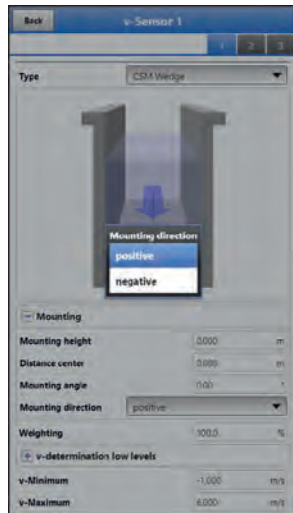 Back v-Sensor 1
1 2 3
Type CSM Wedge
Mounting direction
positive
negative
Mounting
Mounting height 0.000 m
Distance center 0.000 m
Mounting angle 0.00 °
Mounting direction positive
Weighting 100.0 %
v-determination low levels
v-Minimum -1.000 m/s
v-Maximum 6.000 m/s